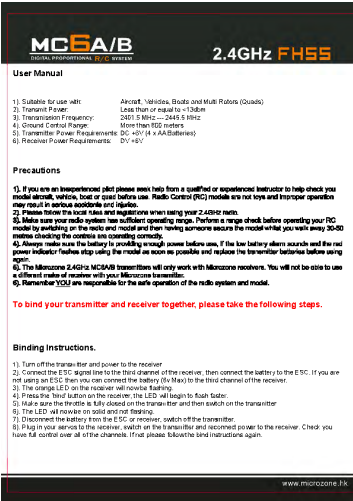 MC6A/B
DIGITAL PROPORTIONAL R/C SYSTEM
2.4GHz FHSS
User Manual
1). Suitable for use with: Aircraft, Vehicles, Boats and Multi Rotors (Quads)
2). Transmit Power: Less than or equal to <13dbm
3). Transmission Frequency: 2401.5 MHz --- 2445.5 MHz
4). Ground Control Range: More than 800 meters
5). Transmitter Power Requirements: DC +6V (4 x AA Batteries)
6). Receiver Power Requirements: DV +6V
Precautions
1). If you are an inexperienced pilot please seek help from a qualified or experienced instructor to help check you
model aircraft, vehicle, boat or quad before use. Radio Control (RC) models are not toys and improper operation
may result in serious accidents and injuries.
2). Please follow the local rules and regulations when using your 2.4GHz radio.
3). Make sure your radio system has sufficient operating range. Perform a range check before operating your RC
model by switching on the radio and model and then having someone secure the model whilst you walk away 30-50
metres checking the controls are operating correctly.
4). Always make sure the battery is providing enough power before use, if the low battery alarm sounds and the red
power indicator flashes stop using the model as soon as possible and replace the transmitter batteries before using
again.
5). The Microzone 2.4GHz MC6A/B transmitters will only work with Microzone receivers. You will not be able to use
a different make of receiver with your Microzone transmitter.
6). Remember YOU are responsible for the safe operation of the radio system and model.
To bind your transmitter and receiver together, please take the following steps.
Binding Instructions.
1). Turn off the transmitter and power to the receiver
2). Connect the ESC signal line to the third channel of the receiver, then connect the battery to the ESC. If you are
not using an ESC then you can connect the battery (6v Max) to the third channel of the receiver.
3). The orange LED on the receiver will now be flashing.
4). Press the 'bind' button on the receiver, the LED will begin to flash faster.
5). Make sure the throttle is fully closed on the transmitter and then switch on the transmitter
6). The LED will now be on solid and not flashing.
7). Disconnect the battery from the ESC or receiver, switch off the transmitter.
8). Plug in your servos to the receiver, switch on the transmitter and reconnect power to the receiver. Check you
have full control over all of the channels. If not please follow the bind instructions again.
www.microzone.hk